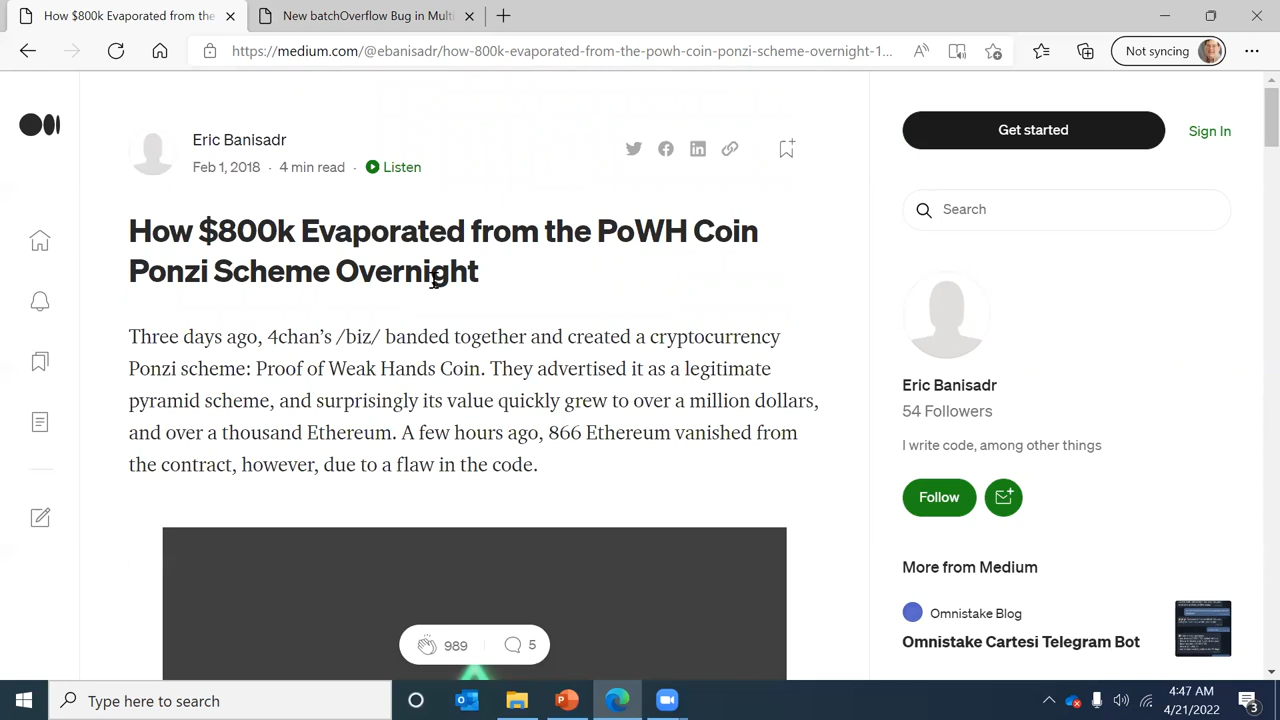 How $800k Evaporated from the
New batchOverflow Bug in Multi
https://medium.com/@ebanisadr/how-800k-evaporated-from-the-powh-coin-ponzi-scheme-overnight-1...
Not syncing
Eric Banisadr
Feb 1, 2018 · 4 min read · Listen
Get started
Sign In
Search
How $800k Evaporated from the PoWH Coin
Ponzi Scheme Overnight
Three days ago, 4chan’s /biz/ banded together and created a cryptocurrency
Ponzi scheme: Proof of Weak Hands Coin. They advertised it as a legitimate
pyramid scheme, and surprisingly its value quickly grew to over a million dollars,
and over a thousand Ethereum. A few hours ago, 866 Ethereum vanished from
the contract, however, due to a flaw in the code.
989
5
Eric Banisadr
54 Followers
I write code, among other things
Follow
More from Medium
Omnistake Blog
Omnistake Cartesi Telegram Bot
Type here to search
4:47 AM
4/21/2022
3